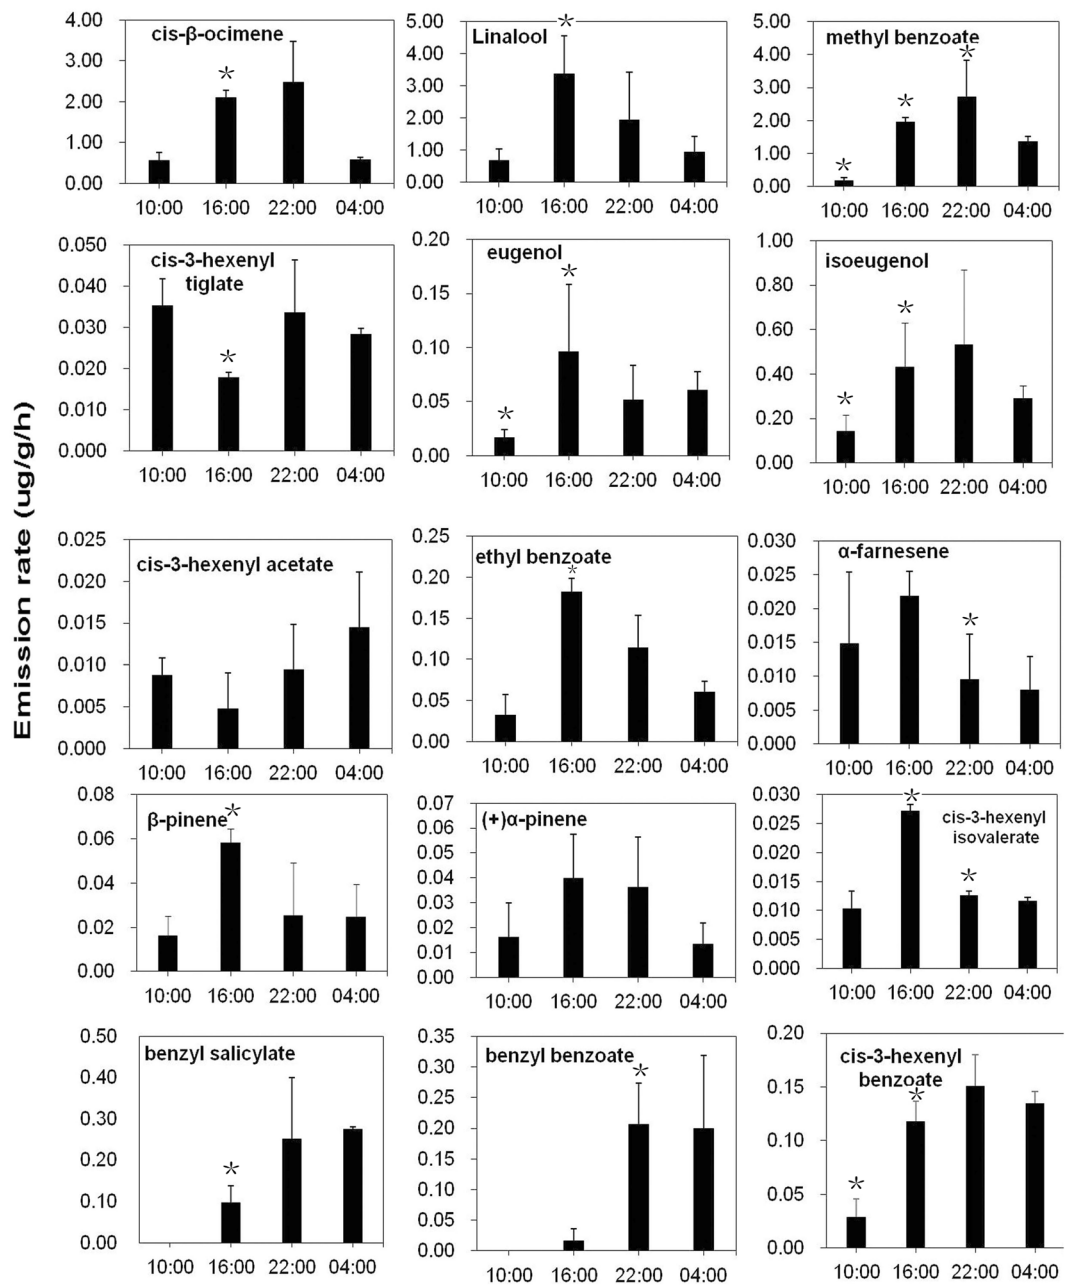 Emission rate (ug/g/h)
cis-β-ocimene
4.00
3.00
2.00
1.00
0.00
10:00 16:00 22:00 04:00
Linalool
5.00
4.00
3.00
2.00
1.00
0.00
10:00 16:00 22:00 04:00
methyl benzoate
5.00
4.00
3.00
2.00
1.00
0.00
10:00 16:00 22:00 04:00
cis-3-hexenyl
tiglate
0.050
0.040
0.030
0.020
0.010
0.000
10:00 16:00 22:00 04:00
eugenol
0.20
0.15
0.10
0.05
0.00
10:00 16:00 22:00 04:00
isoeugenol
1.00
0.80
0.60
0.40
0.20
0.00
10:00 16:00 22:00 04:00
cis-3-hexenyl acetate
0.025
0.020
0.015
0.010
0.005
0.000
10:00 16:00 22:00 04:00
ethyl benzoate
0.25
0.20
0.15
0.10
0.05
0.00
10:00 16:00 22:00 04:00
α-farnesene
0.030
0.025
0.020
0.015
0.010
0.005
0.000
10:00 16:00 22:00 04:00
β-pinene
0.08
0.06
0.04
0.02
0.00
10:00 16:00 22:00 04:00
(+)α-pinene
0.07
0.06
0.05
0.04
0.03
0.02
0.01
0.00
10:00 16:00 22:00 04:00
cis-3-hexenyl
isovalerate
0.030
0.025
0.020
0.015
0.010
0.005
0.000
10:00 16:00 22:00 04:00
benzyl salicylate
0.50
0.40
0.30
0.20
0.10
0.00
10:00 16:00 22:00 04:00
benzyl benzoate
0.35
0.30
0.25
0.20
0.15
0.10
0.05
0.00
10:00 16:00 22:00 04:00
cis-3-hexenyl
benzoate
0.20
0.15
0.10
0.05
0.00
10:00 16:00 22:00 04:00